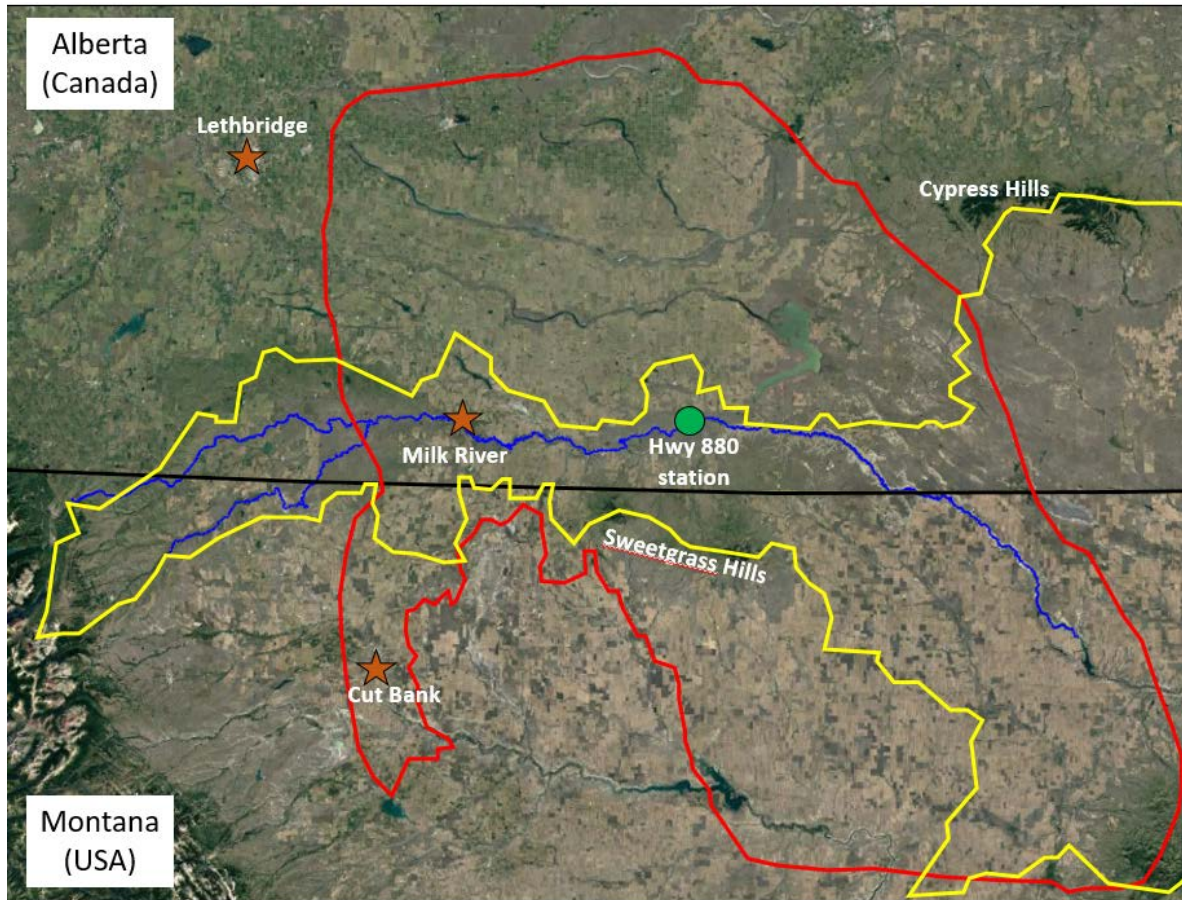 Alberta
(Canada)
Lethbridge
Cypress Hills
Milk River
Hwy 880
station
Sweetgrass Hills
Cut Bank
Montana
(USA)